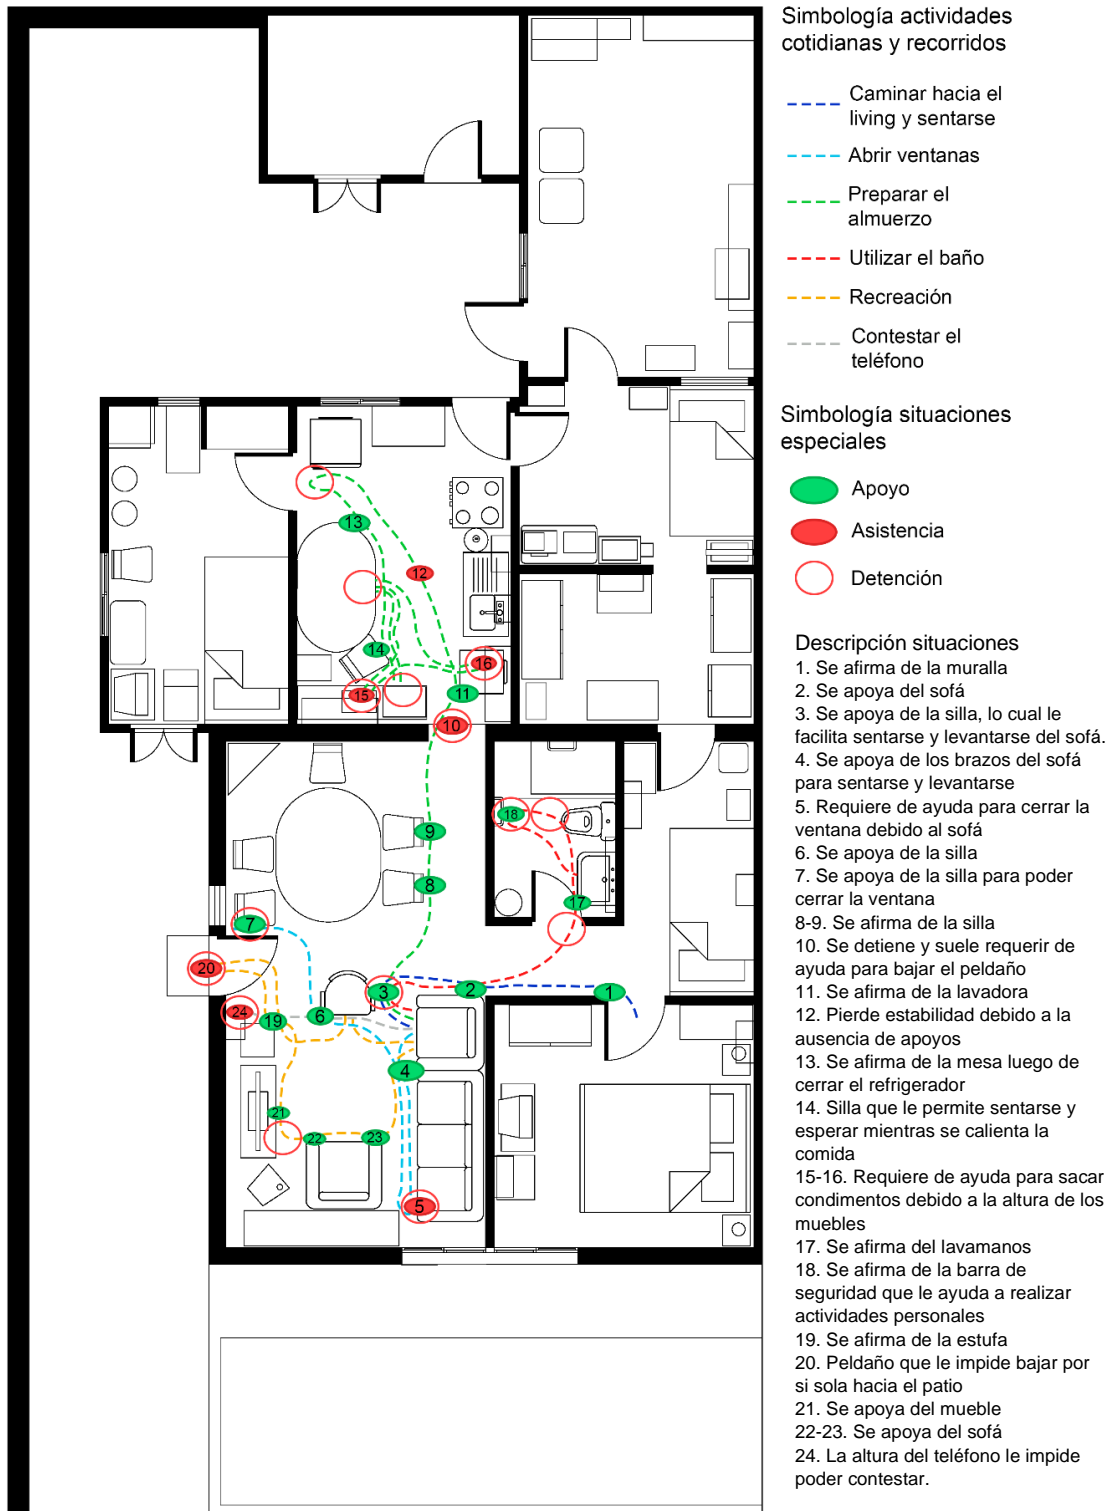 Simbología actividades
cotidianas y recorridos
Caminar hacia el
living y sentarse
Abrir ventanas
Preparar el
almuerzo
Utilizar el baño
Recreación
Contestar el
teléfono
Simbología situaciones
especiales
Apoyo
Asistencia
Detención
Descripción situaciones
1. Se afirma de la muralla
2. Se apoya del sofá
3. Se apoya de la silla, lo cual le
facilita sentarse y levantarse del sofá.
4. Se apoya de los brazos del sofá
para sentarse y levantarse
5. Requiere de ayuda para cerrar la
ventana debido al sofá
6. Se apoya de la silla
7. Se apoya de la silla para poder
cerrar la ventana
8-9. Se afirma de la silla
10. Se detiene y suele requerir de
ayuda para bajar el peldaño
11. Se afirma de la lavadora
12. Pierde estabilidad debido a la
ausencia de apoyos
13. Se afirma de la mesa luego de
cerrar el refrigerador
14. Silla que le permite sentarse y
esperar mientras se calienta la
comida
15-16. Requiere de ayuda para sacar
condimentos debido a la altura de los
muebles
17. Se afirma del lavamanos
18. Se afirma de la barra de
seguridad que le ayuda a realizar
actividades personales
19. Se afirma de la estufa
20. Peldaño que le impide bajar por
si sola hacia el patio
21. Se apoya del mueble
22-23. Se apoya del sofá
24. La altura del teléfono le impide
poder contestar.
13
12
14
16
15
11
10
18
9
8
17
7
20
3
2
1
24
19
6
4
21
22
23
5